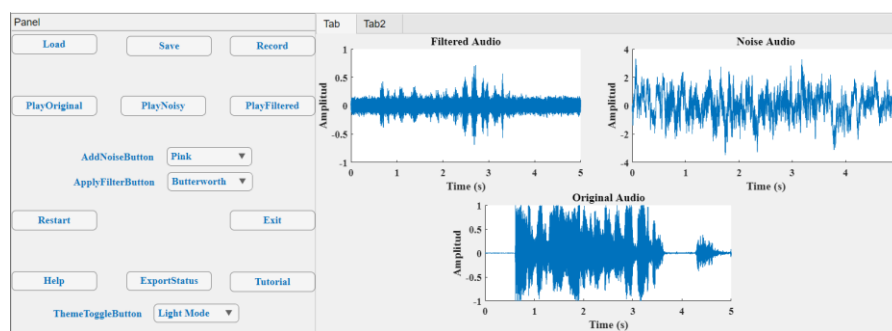 Panel
Load
Save
Record
PlayOriginal
PlayNoisy
PlayFiltered
AddNoiseButton
Pink
ApplyFilterButton
Butterworth
Restart
Exit
Help
ExportStatus
Tutorial
ThemeToggleButton
Light Mode
Tab
Tab2
Filtered Audio
Amplitud
1
0.5
0
-0.5
-1
0 1 2 3 4 5
Time (s)
Noise Audio
Amplitud
4
2
0
-2
-4
0 1 2 3 4
Time (s)
Original Audio
Amplitud
1
0.5
0
-0.5
-1
0 1 2 3 4 5
Time (s)